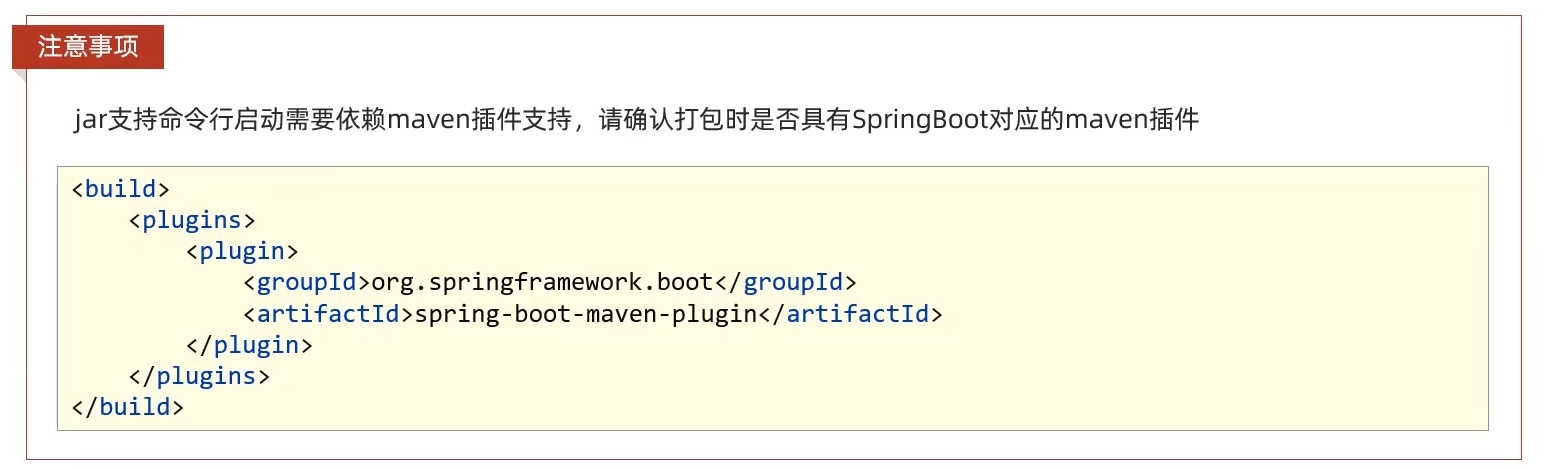 注意事项
jar支持命令行启动需要依赖maven插件支持，请确认打包时是否具有SpringBoot对应的maven插件
<build>
    <plugins>
        <plugin>
            <groupId>org.springframework.boot</groupId>
            <artifactId>spring-boot-maven-plugin</artifactId>
        </plugin>
    </plugins>
</build>